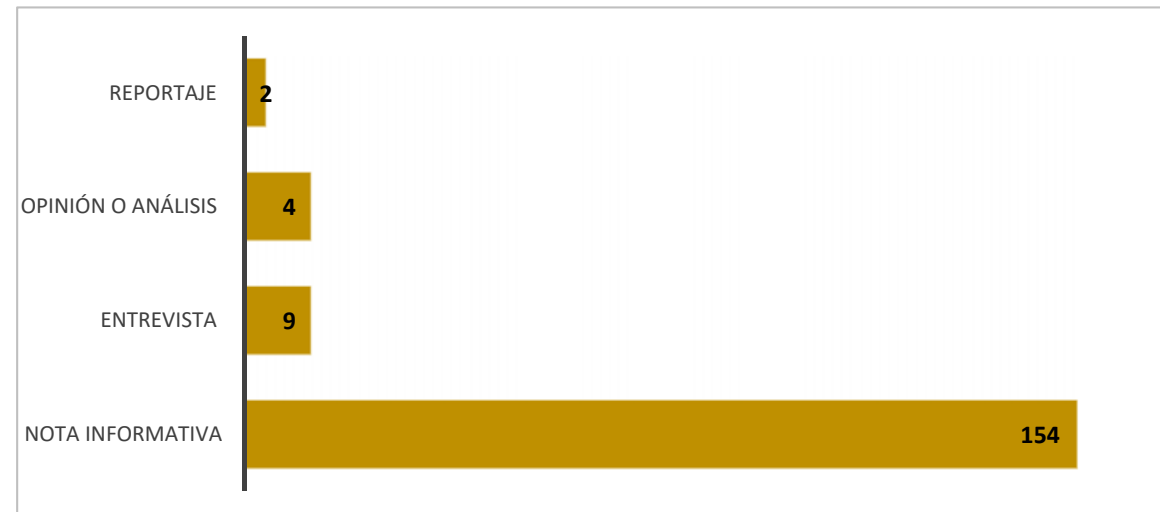 REPORTAJE 2
OPINIÓN O ANÁLISIS 4
ENTREVISTA 9
NOTA INFORMATIVA 154